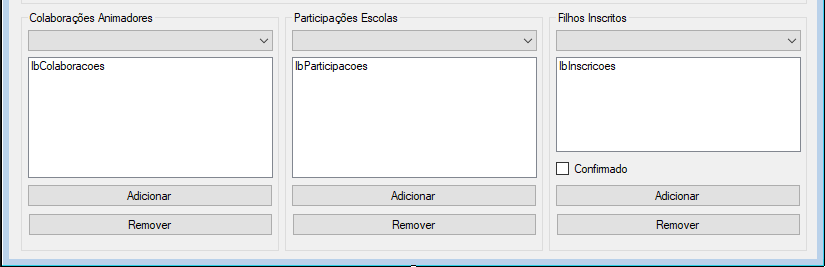 Colaborações Animadores
lbColaboracoes
Adicionar
Remover
Participações Escolas
lbParticipacoes
Adicionar
Remover
Filhos Inscritos
lbInscricoes
Confirmado
Adicionar
Remover